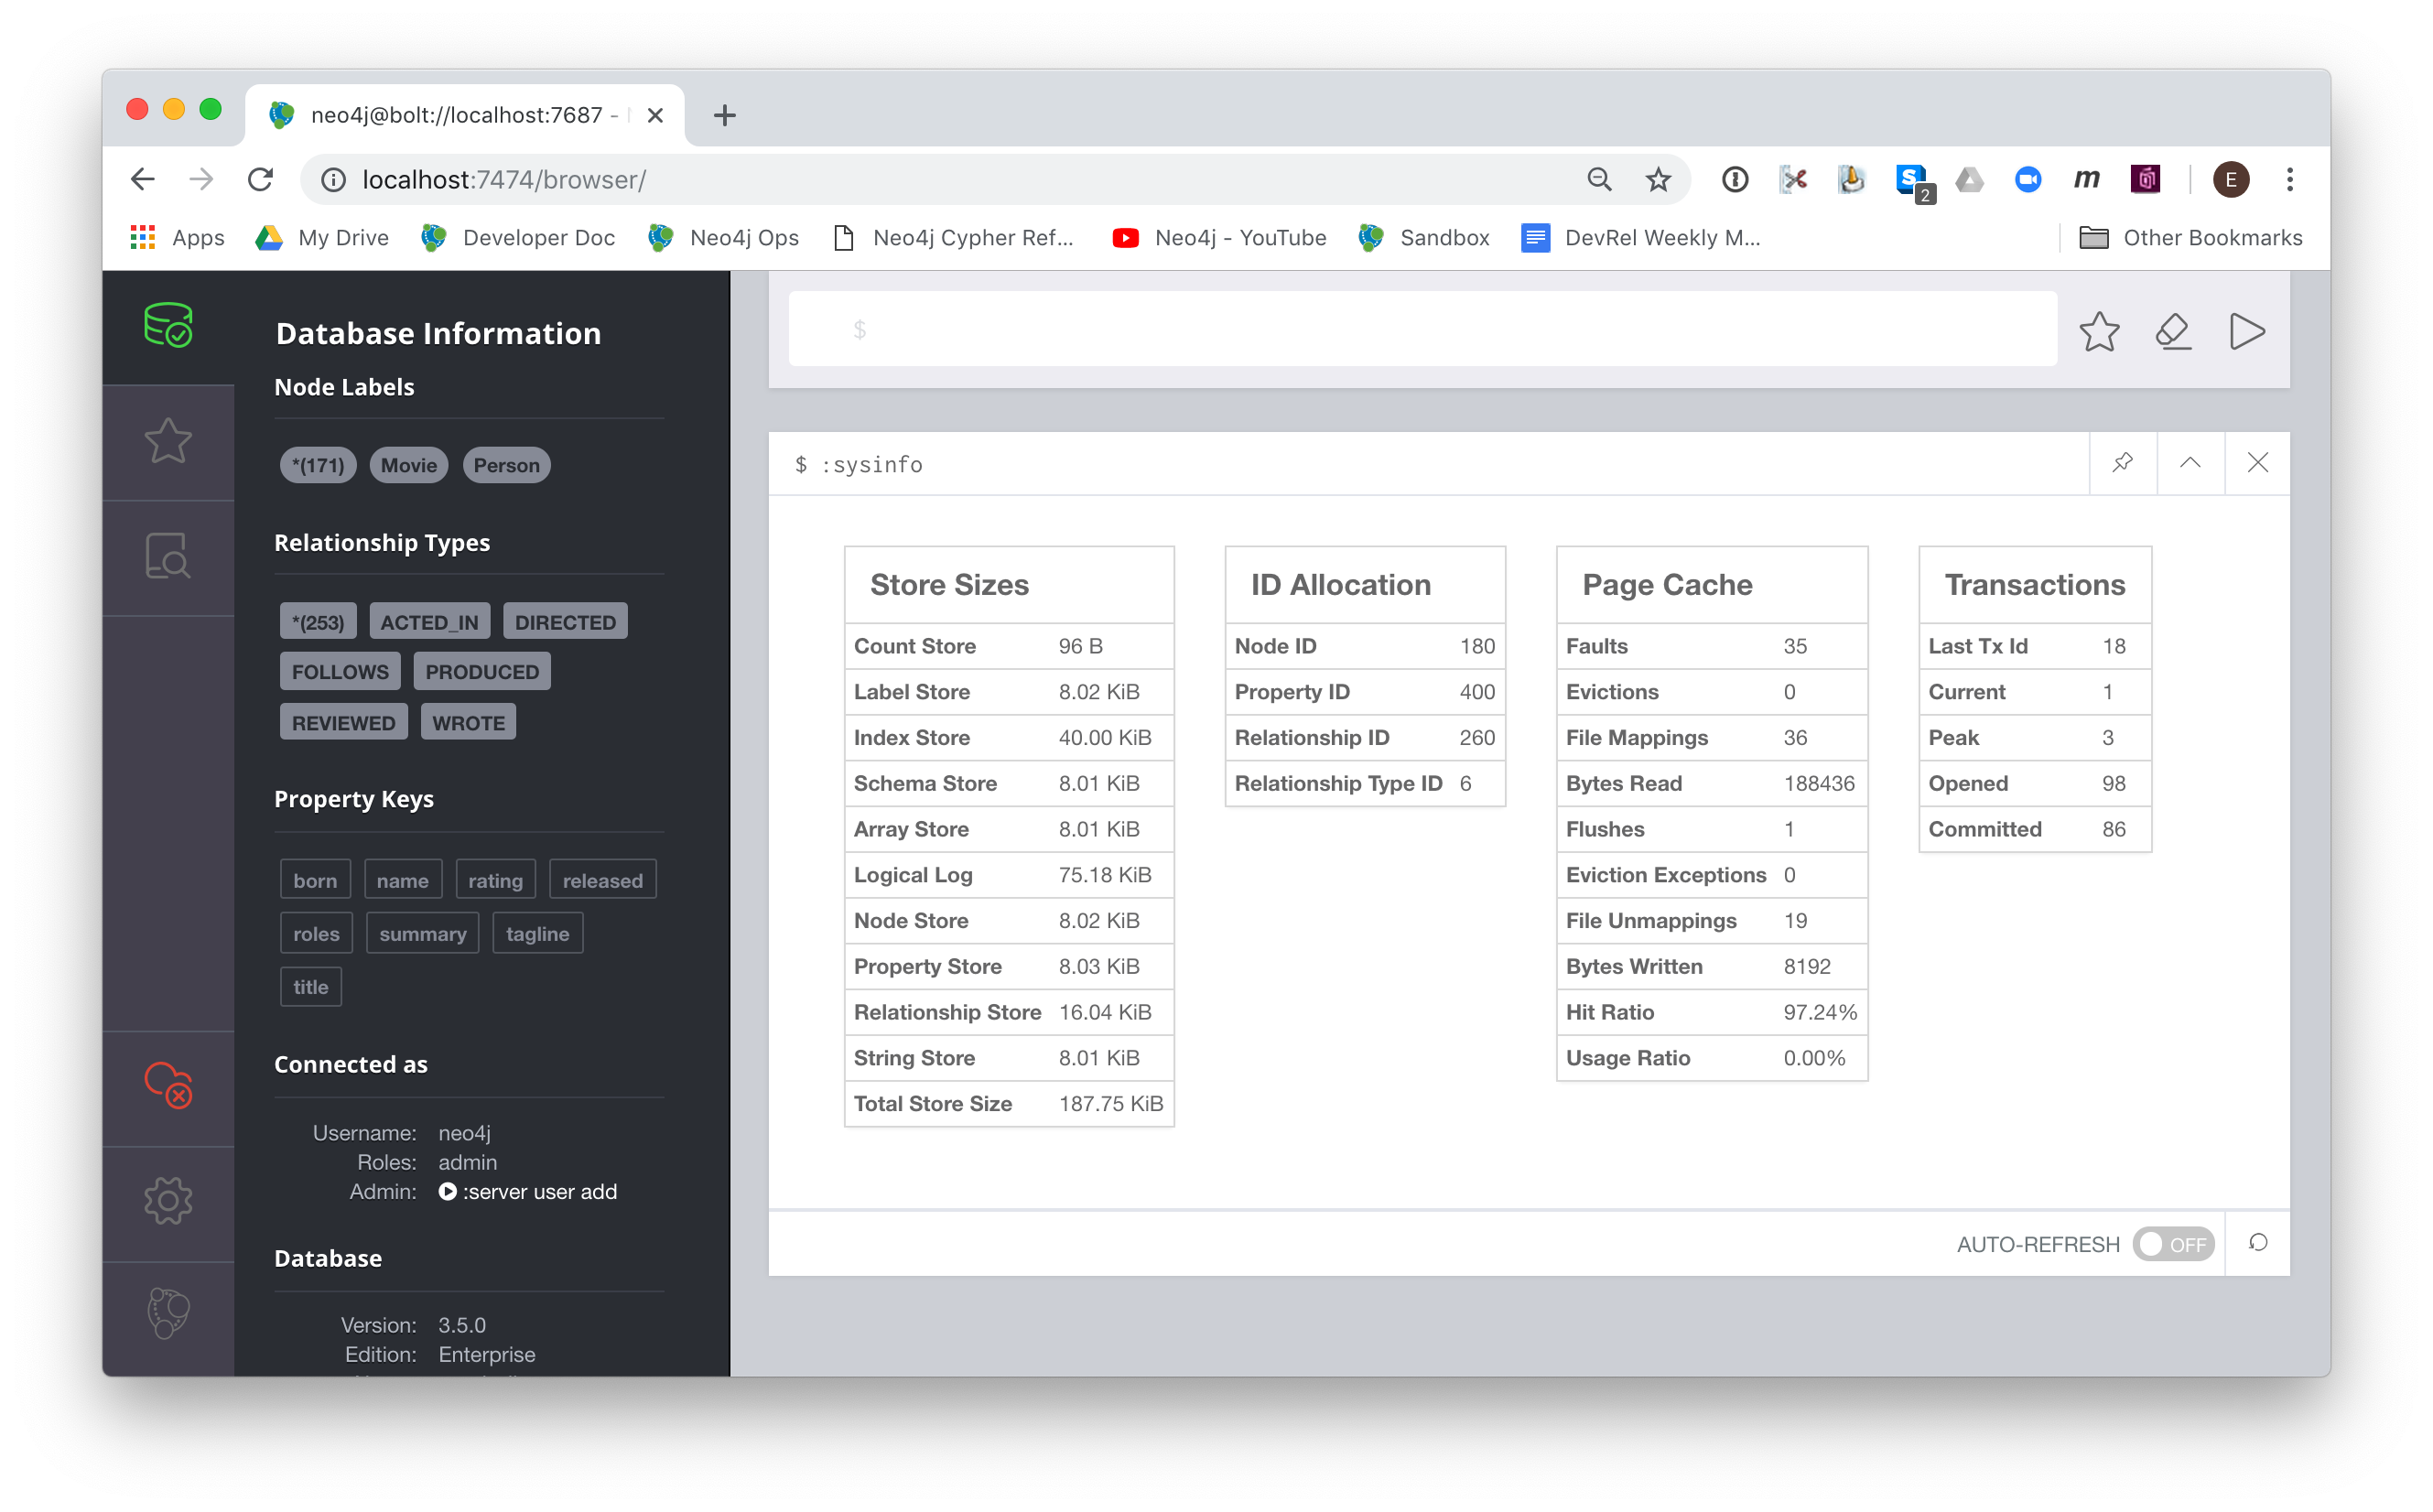 neo4j@bolt://localhost:7687 -
localhost:7474/browser/
2
m
E
Apps My Drive Developer Doc Neo4j Ops Neo4j Cypher Ref... Neo4j - YouTube Sandbox DevRel Weekly M... Other Bookmarks
Database Information
Node Labels
*(171) Movie Person
Relationship Types
*(253) ACTED_IN DIRECTED
FOLLOWS PRODUCED
REVIEWED WROTE
Property Keys
born name rating released
roles summary tagline
title
Connected as
Username: neo4j
Roles: admin
Admin: :server user add
Database
Version: 3.5.0
Edition: Enterprise
$
$ :sysinfo
Store Sizes
Count Store 96 B
Label Store 8.02 KiB
Index Store 40.00 KiB
Schema Store 8.01 KiB
Array Store 8.01 KiB
Logical Log 75.18 KiB
Node Store 8.02 KiB
Property Store 8.03 KiB
Relationship Store 16.04 KiB
String Store 8.01 KiB
Total Store Size 187.75 KiB
ID Allocation
Node ID 180
Property ID 400
Relationship ID 260
Relationship Type ID 6
Page Cache
Faults 35
Evictions 0
File Mappings 36
Bytes Read 188436
Flushes 1
Eviction Exceptions 0
File Unmappings 19
Bytes Written 8192
Hit Ratio 97.24%
Usage Ratio 0.00%
Transactions
Last Tx Id 18
Current 1
Peak 3
Opened 98
Committed 86
AUTO-REFRESH OFF